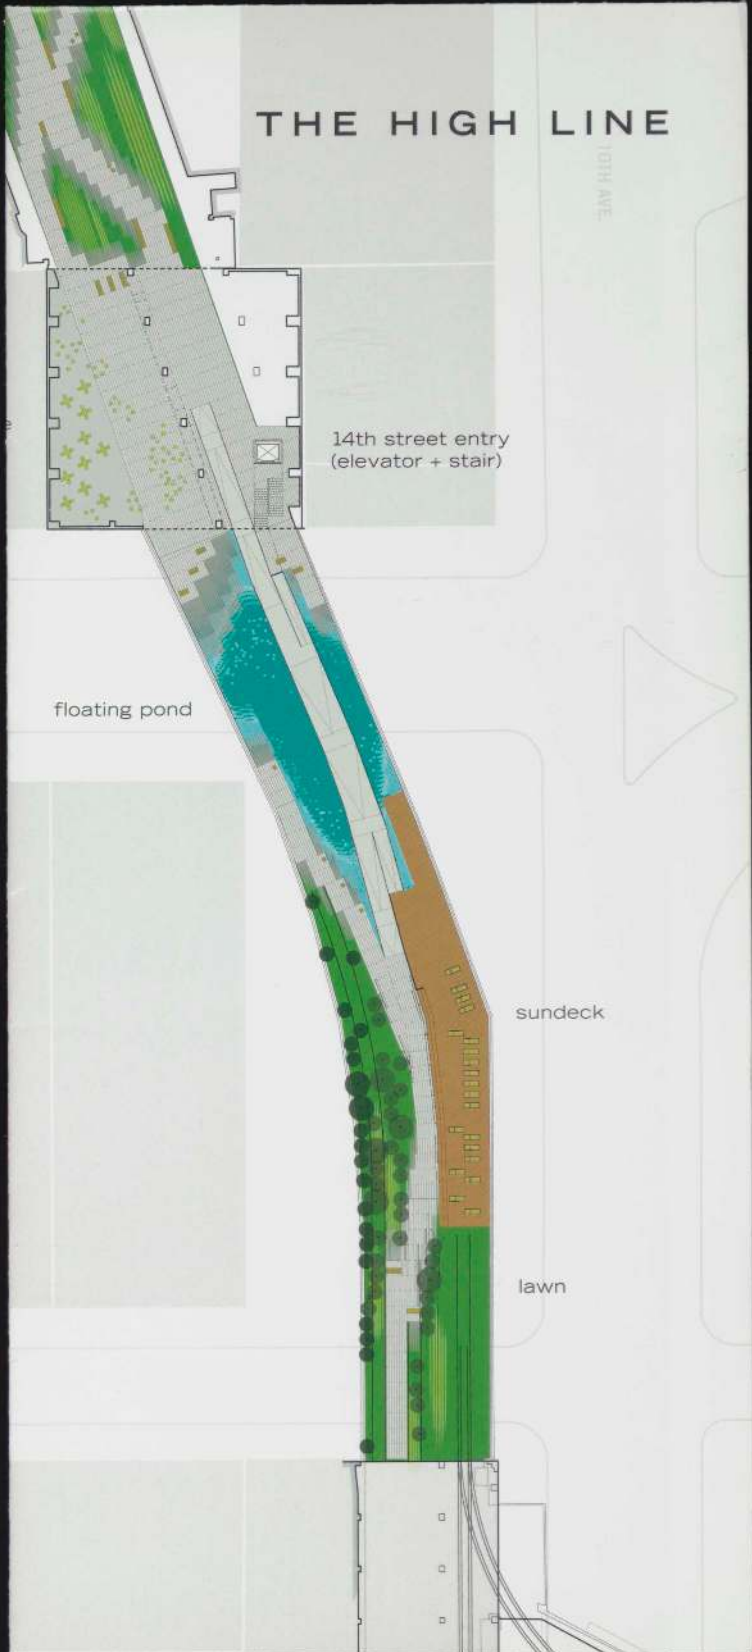 THE HIGH LINE
10TH AVE.
14th street entry
(elevator + stair)
floating pond
sundeck
lawn